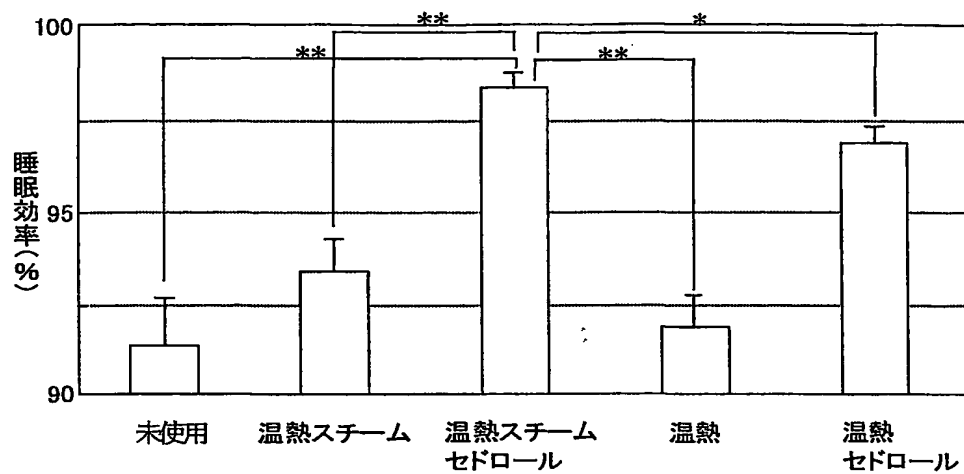 100
**
*
**
**
95
90
睡眠効率(%)
未使用
温熱スチーム
温熱スチーム
セドロール
温熱
温熱
セドロール